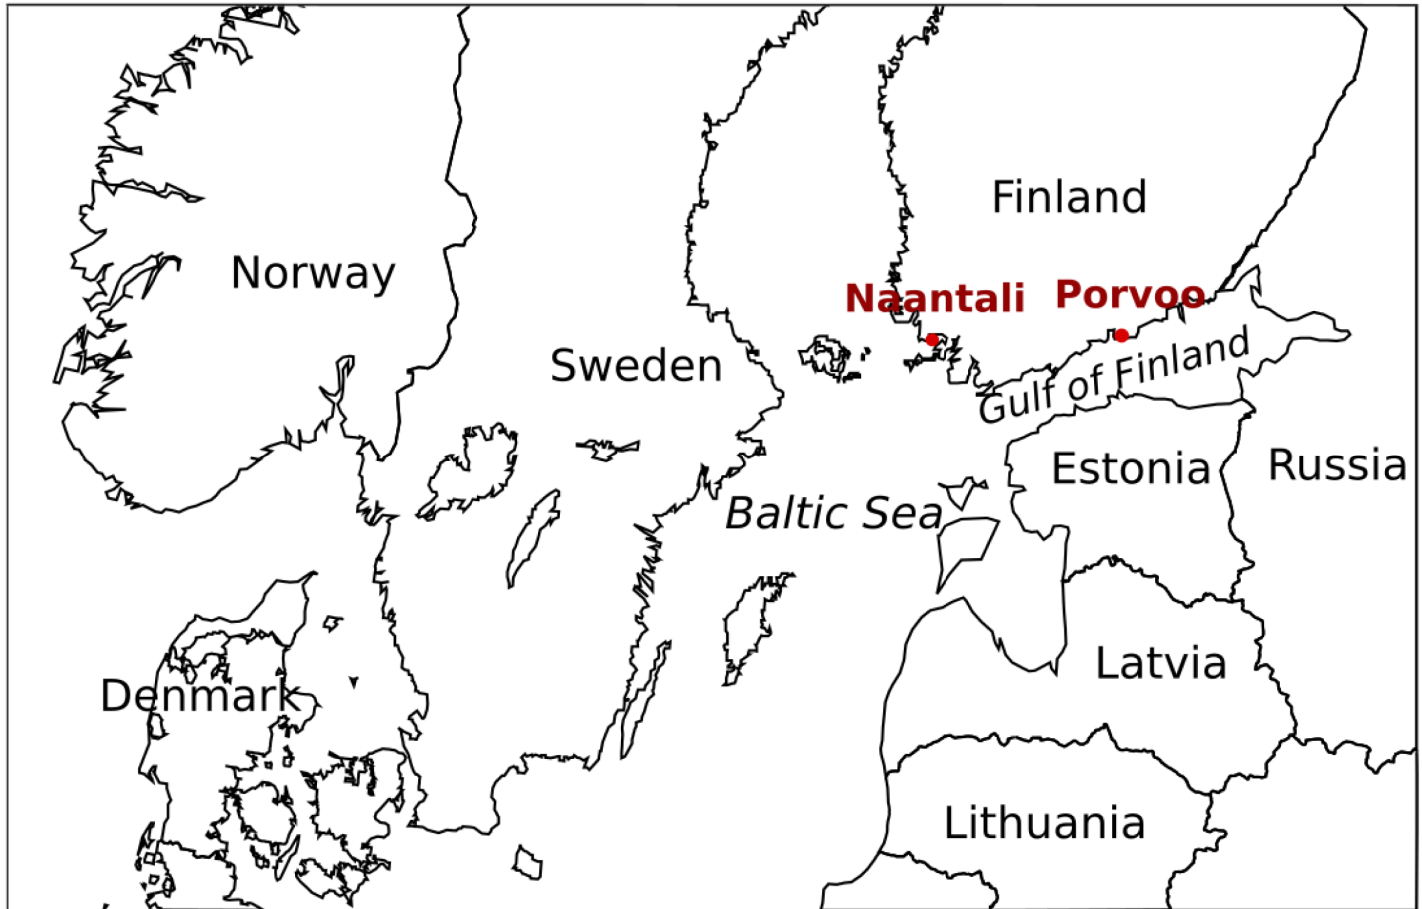 Finland
Norway
Naantali
Porvoo
Sweden
Gulf of Finland
Estonia
Russia
Baltic Sea
Latvia
Denmark
Lithuania